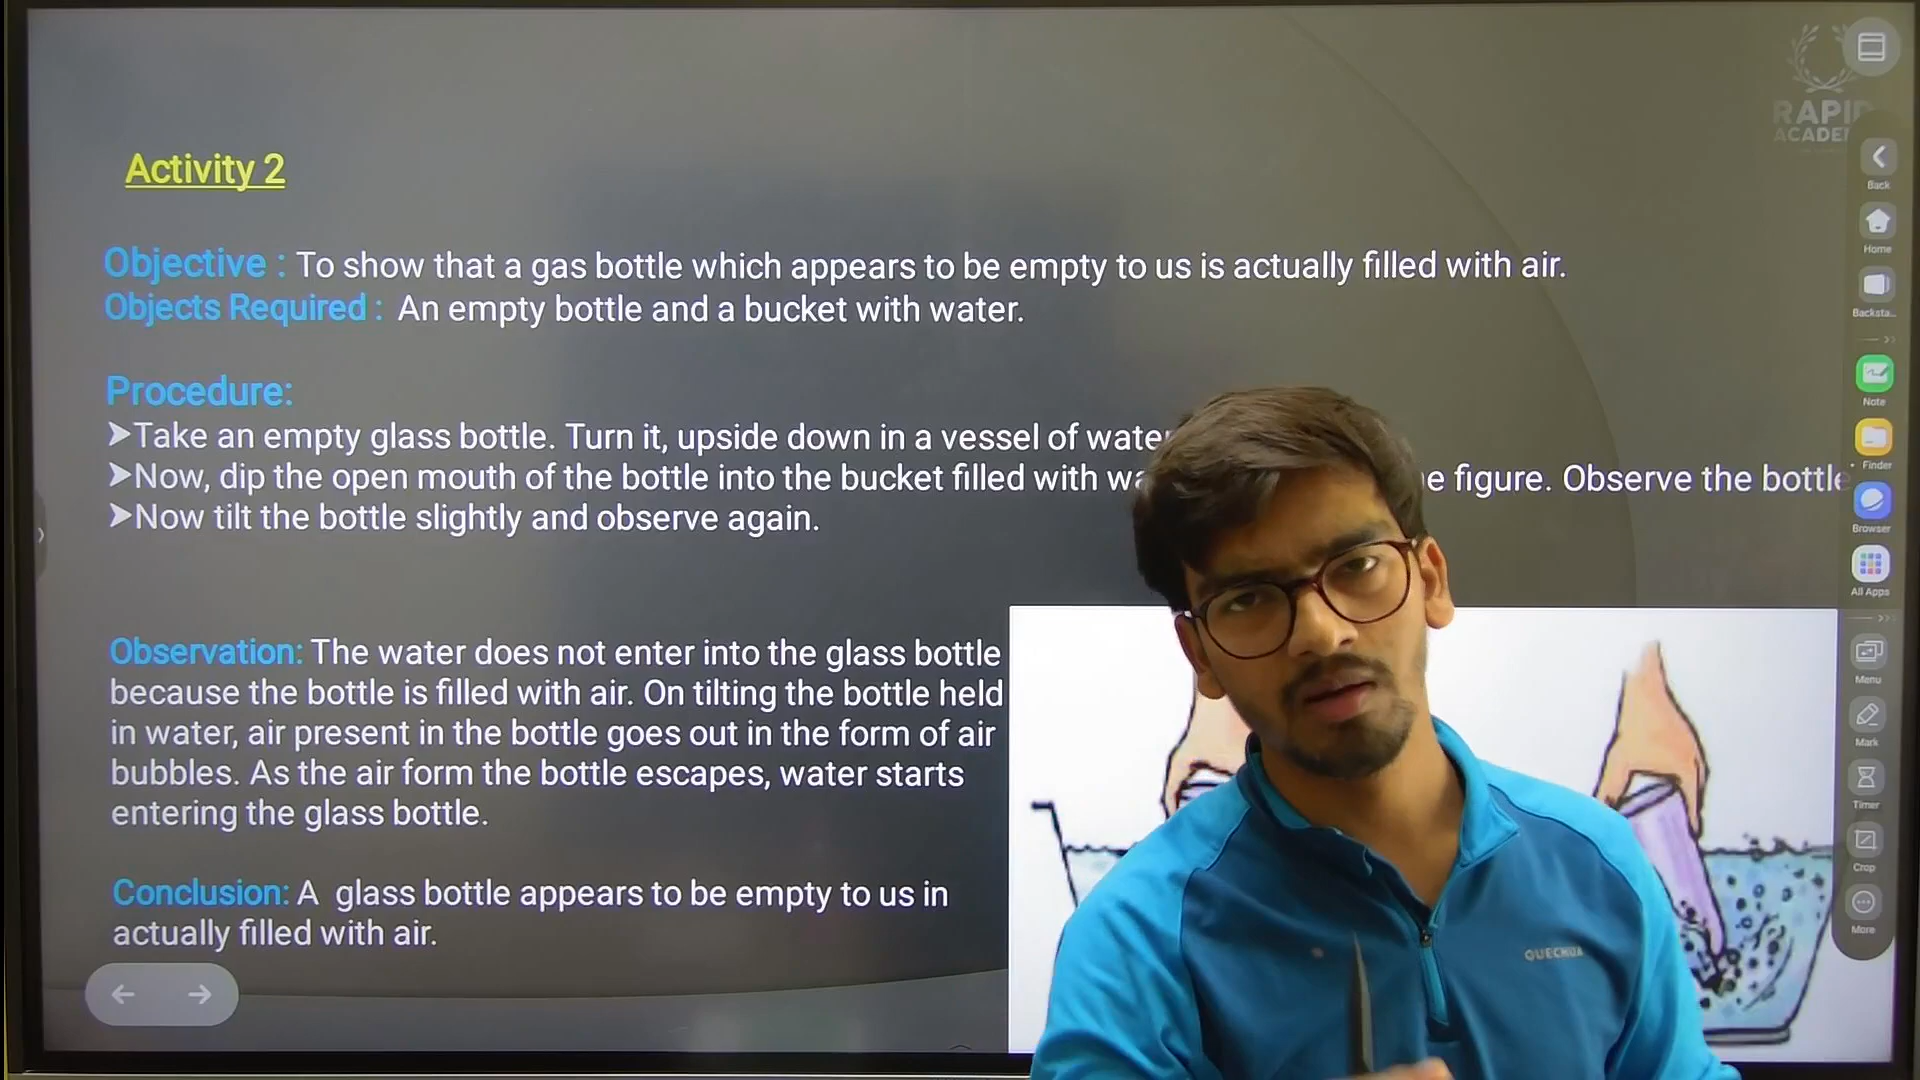 RAPID
ACADE
Activity 2
Objective : To show that a gas bottle which appears to be empty to us is actually filled with air.
Objects Required : An empty bottle and a bucket with water.
Procedure:
➤Take an empty glass bottle. Turn it, upside down in a vessel of water
➤Now, dip the open mouth of the bottle into the bucket filled with figure. Observe the bottle
➤Now tilt the bottle slightly and observe again.
Observation: The water does not enter into the glass bottle
because the bottle is filled with air. On tilting the bottle held
in water, air present in the bottle goes out in the form of air
bubbles. As the air form the bottle escapes, water starts
entering the glass bottle.
Conclusion: A glass bottle appears to be empty to us in
actually filled with air.
QUECHUA
Back
Home
Backsta...
Note
Finder
Browser
All Apps
Menu
Mark
Timer
Crop
More